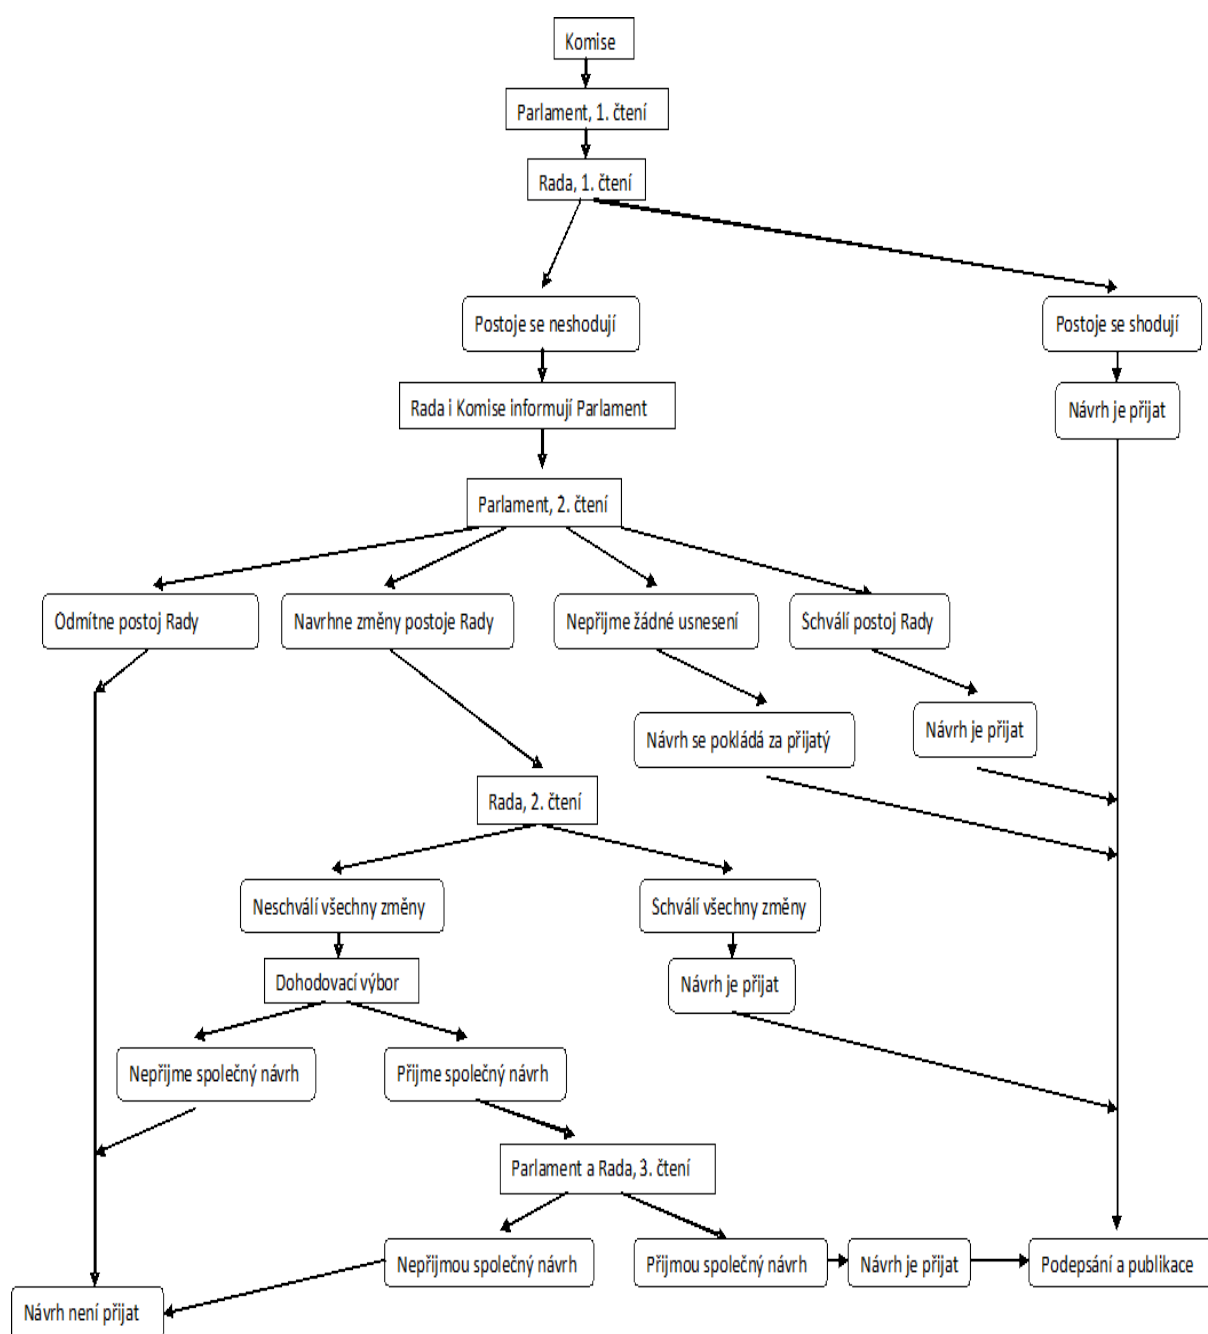 Komise
Parlament, 1. čtení
Rada, 1. čtení
Postoje se neshodují
Postoje se shodují
Rada i Komise informují Parlament
Návrh je přijat
Parlament, 2. čtení
Odmítne postoj Rady
Navrhne změny postoje Rady
Nepřijme žádné usnesení
Schválí postoj Rady
Návrh se pokládá za přijatý
Návrh je přijat
Rada, 2. čtení
Neschválí všechny změny
Schválí všechny změny
Dohodovací výbor
Návrh je přijat
Nepřijme společný návrh
Přijme společný návrh
Parlament a Rada, 3. čtení
Nepřijmou společný návrh
Přijmou společný návrh
Návrh je přijat
Podepsání a publikace
Návrh není přijat